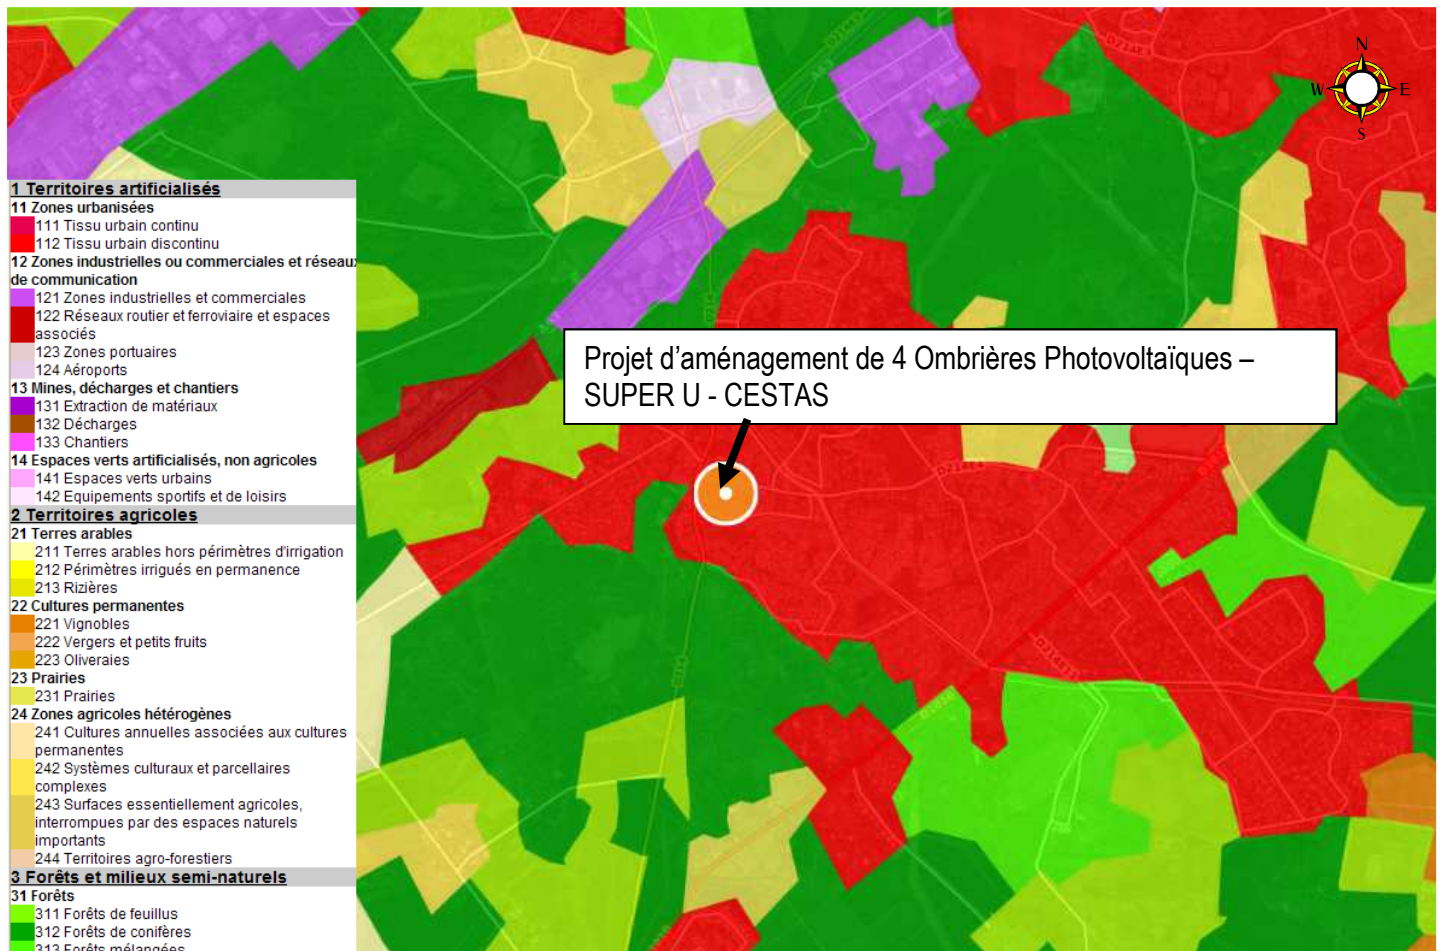 N
W E
S
1 Territoires artificialisés
11 Zones urbanisées
111 Tissu urbain continu
112 Tissu urbain discontinu
12 Zones industrielles ou commerciales et réseaux
de communication
121 Zones industrielles et commerciales
122 Réseaux routier et ferroviaire et espaces
associés
123 Zones portuaires
124 Aéroports
13 Mines, décharges et chantiers
131 Extraction de matériaux
132 Décharges
133 Chantiers
14 Espaces verts artificialisés, non agricoles
141 Espaces verts urbains
142 Equipements sportifs et de loisirs
2 Territoires agricoles
21 Terres arables
211 Terres arables hors périmètres d'irrigation
212 Périmètres irrigués en permanence
213 Rizières
22 Cultures permanentes
221 Vignobles
222 Vergers et petits fruits
223 Oliveraies
23 Prairies
231 Prairies
24 Zones agricoles hétérogènes
241 Cultures annuelles associées aux cultures
permanentes
242 Systèmes culturaux et parcellaires
complexes
243 Surfaces essentiellement agricoles,
interrompues par des espaces naturels
importants
244 Territoires agro-forestiers
3 Forêts et milieux semi-naturels
31 Forêts
311 Forêts de feuillus
312 Forêts de conifères
313 Forêts mélangées
Projet d'aménagement de 4 Ombrières Photovoltaïques –
SUPER U - CESTAS